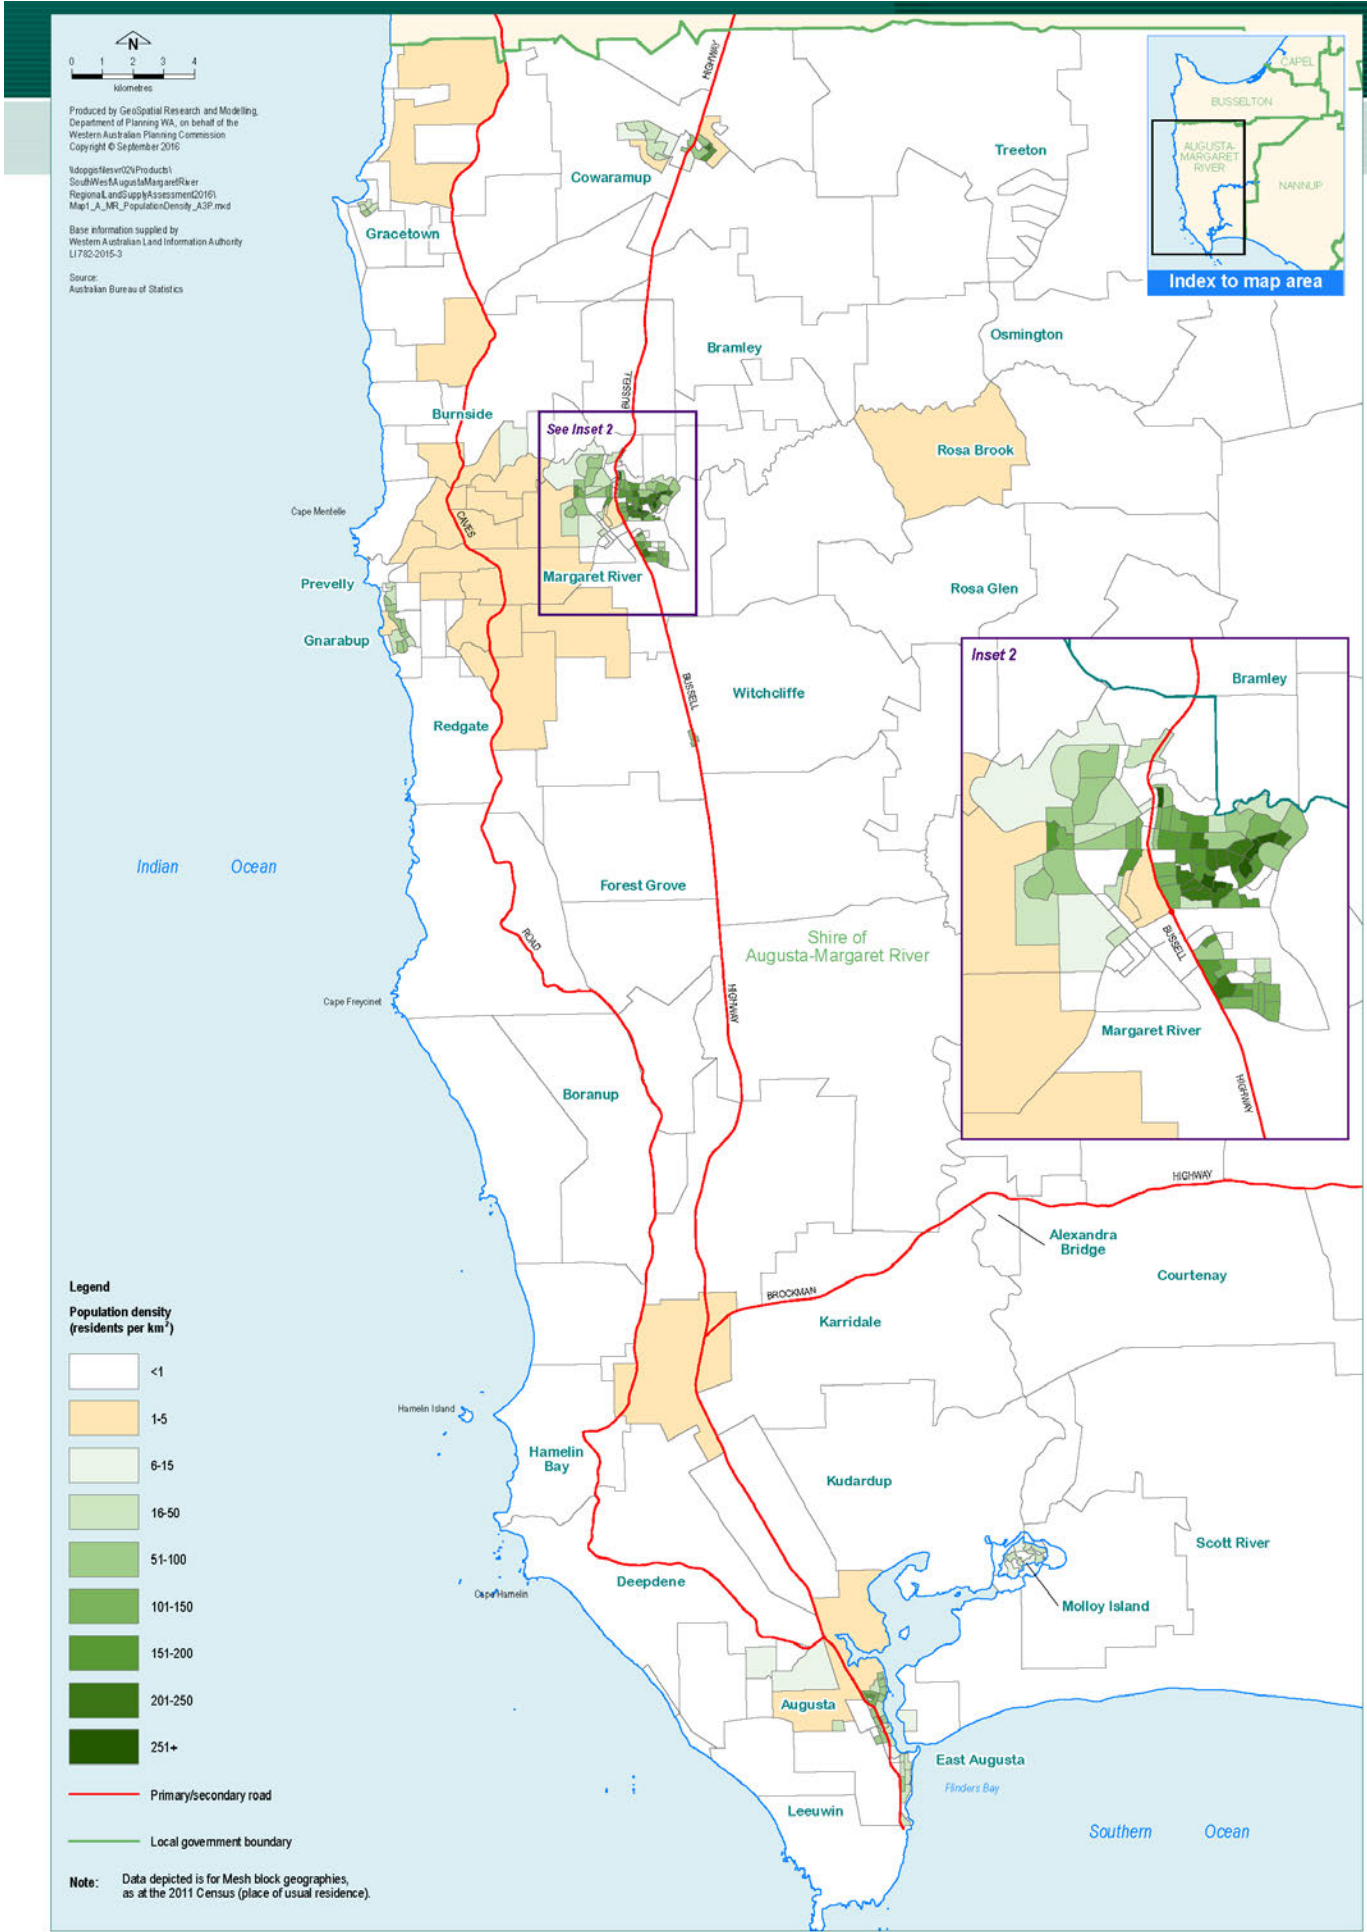 N
0 1 2 3 4
kilometres
Produced by GeoSpatial Research and Modelling,
Department of Planning WA, on behalf of the
Western Australian Planning Commission
Copyright © September 2016
SouthWest\AugustaMargaretRiver
RegionalLandSupplyAssessment2016\
Map1_A_MR_PopulationDensity_A3P.mxd
Base information supplied by
Western Australian Land Information Authority
LI 782-2015-3
Source:
Australian Bureau of Statistics
HIGHWAY
Cowaramup
Treeton
Gracetown
CAPEL
BUSSELTON
AUGUSTA-
MARGARET
RIVER
NANNUP
Index to map area
Bramley
Osmington
BUSSELL
Burnside
See Inset 2
Rosa Brook
Cape Mentelle
CAVES
Prevelly
Margaret River
Rosa Glen
Gnarabup
Inset 2
Bramley
BUSSELL
Witchcliffe
Redgate
Indian Ocean
Forest Grove
ROAD
Shire of
Augusta-Margaret River
BUSSELL
Cape Freycinet
HIGHWAY
Margaret River
HIGHWAY
Boranup
HIGHWAY
Alexandra
Bridge
Courtenay
BROCKMAN
Karridale
Hamelin Island
Hamelin
Bay
Kudardup
Scott River
Cape Hamelin
Deepdene
Molloy Island
Augusta
East Augusta
Flinders Bay
Leeuwin
Southern Ocean
Legend
Population density
(residents per km²)
<1
1-5
6-15
16-50
51-100
101-150
151-200
201-250
251+
Primary/secondary road
Local government boundary
Note: Data depicted is for Mesh block geographies,
as at the 2011 Census (place of usual residence).